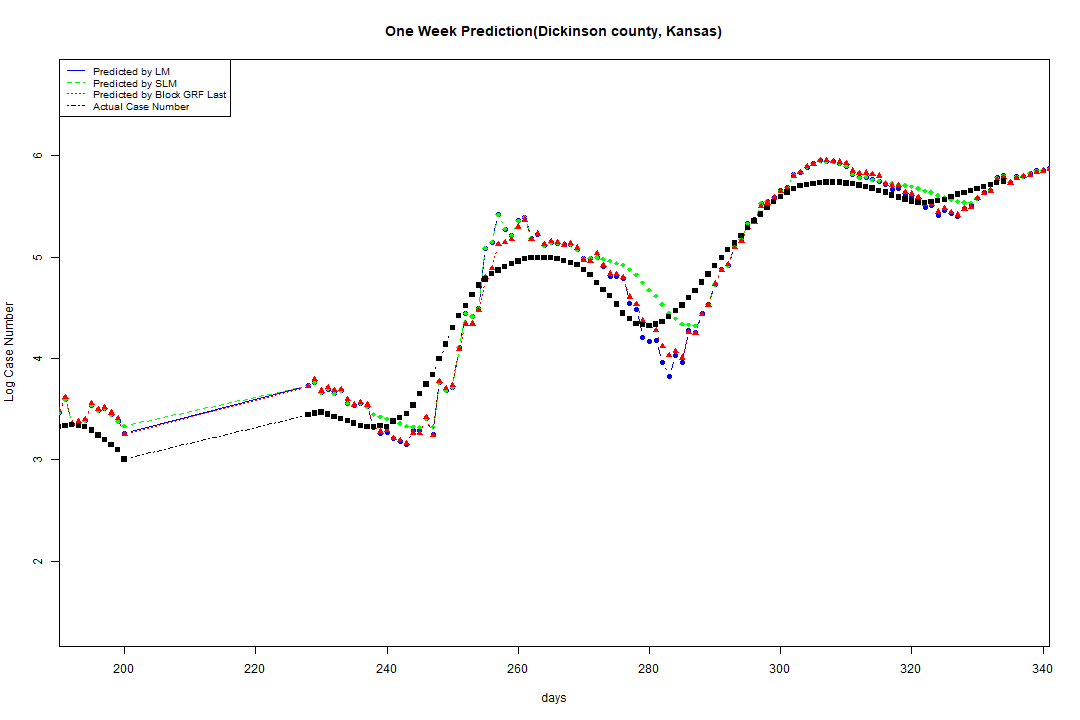 One Week Prediction(Dickinson county, Kansas)
Predicted by LM
Predicted by SLM
Predicted by Block GRF Last
Actual Case Number
6
5
4
3
2
Log Case Number
200 220 240 260 280 300 320 340
days